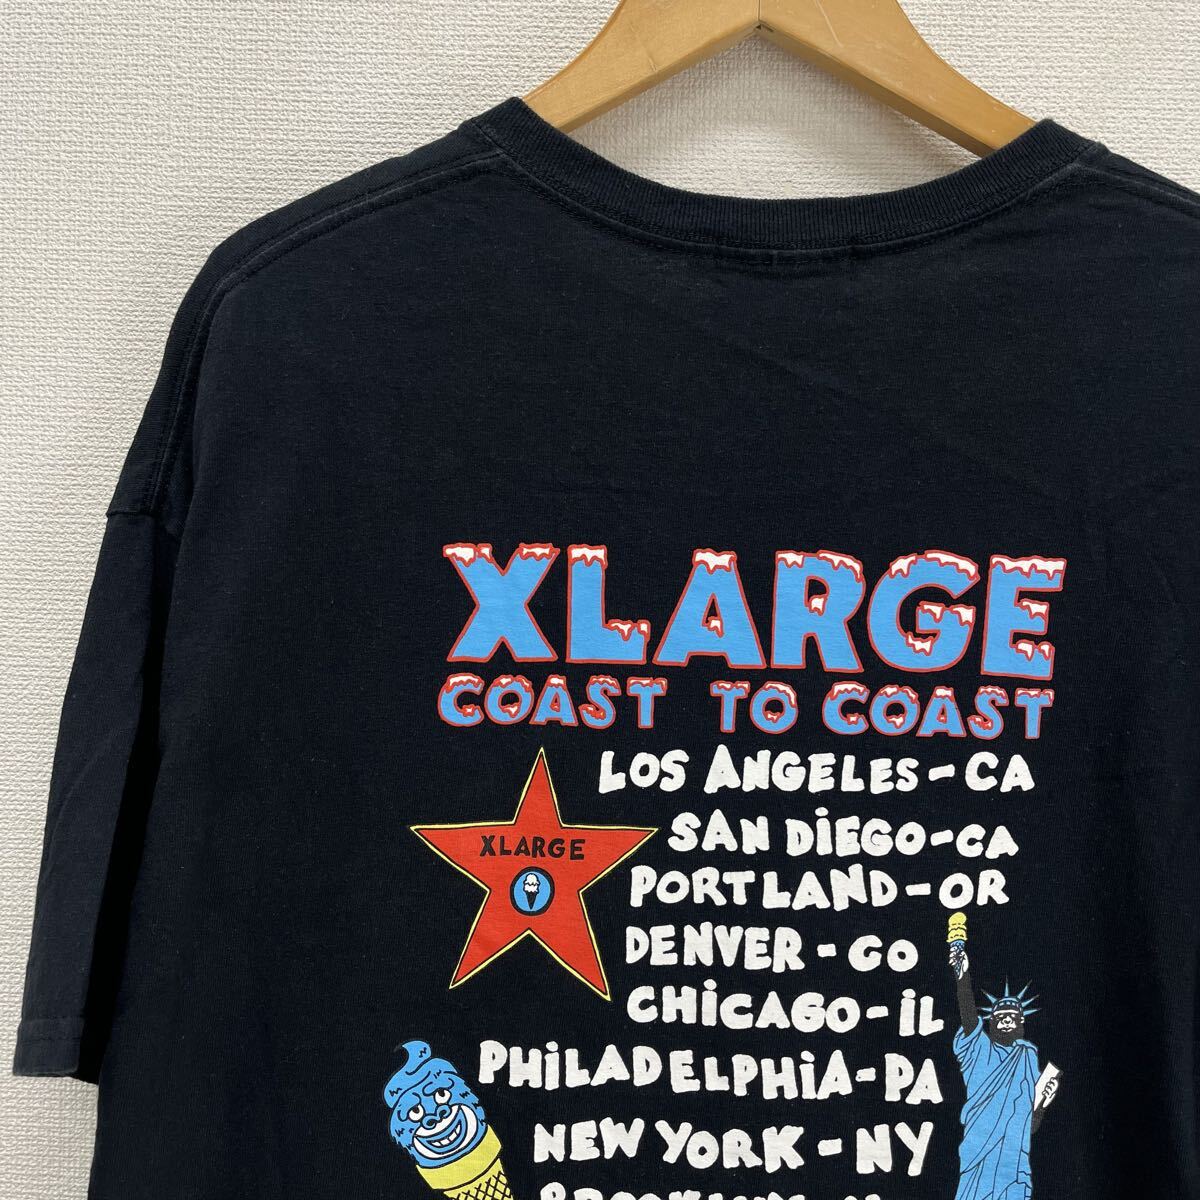 XLARGE
COAST TO COAST
LOS ANGELES-CA
XLARGE
SAN DiEGO-CA
PORTLAND-OR
DENVER-CO
CHiCAGO-iL
PHiLADELPHiA-PA
NEW YORK-NY